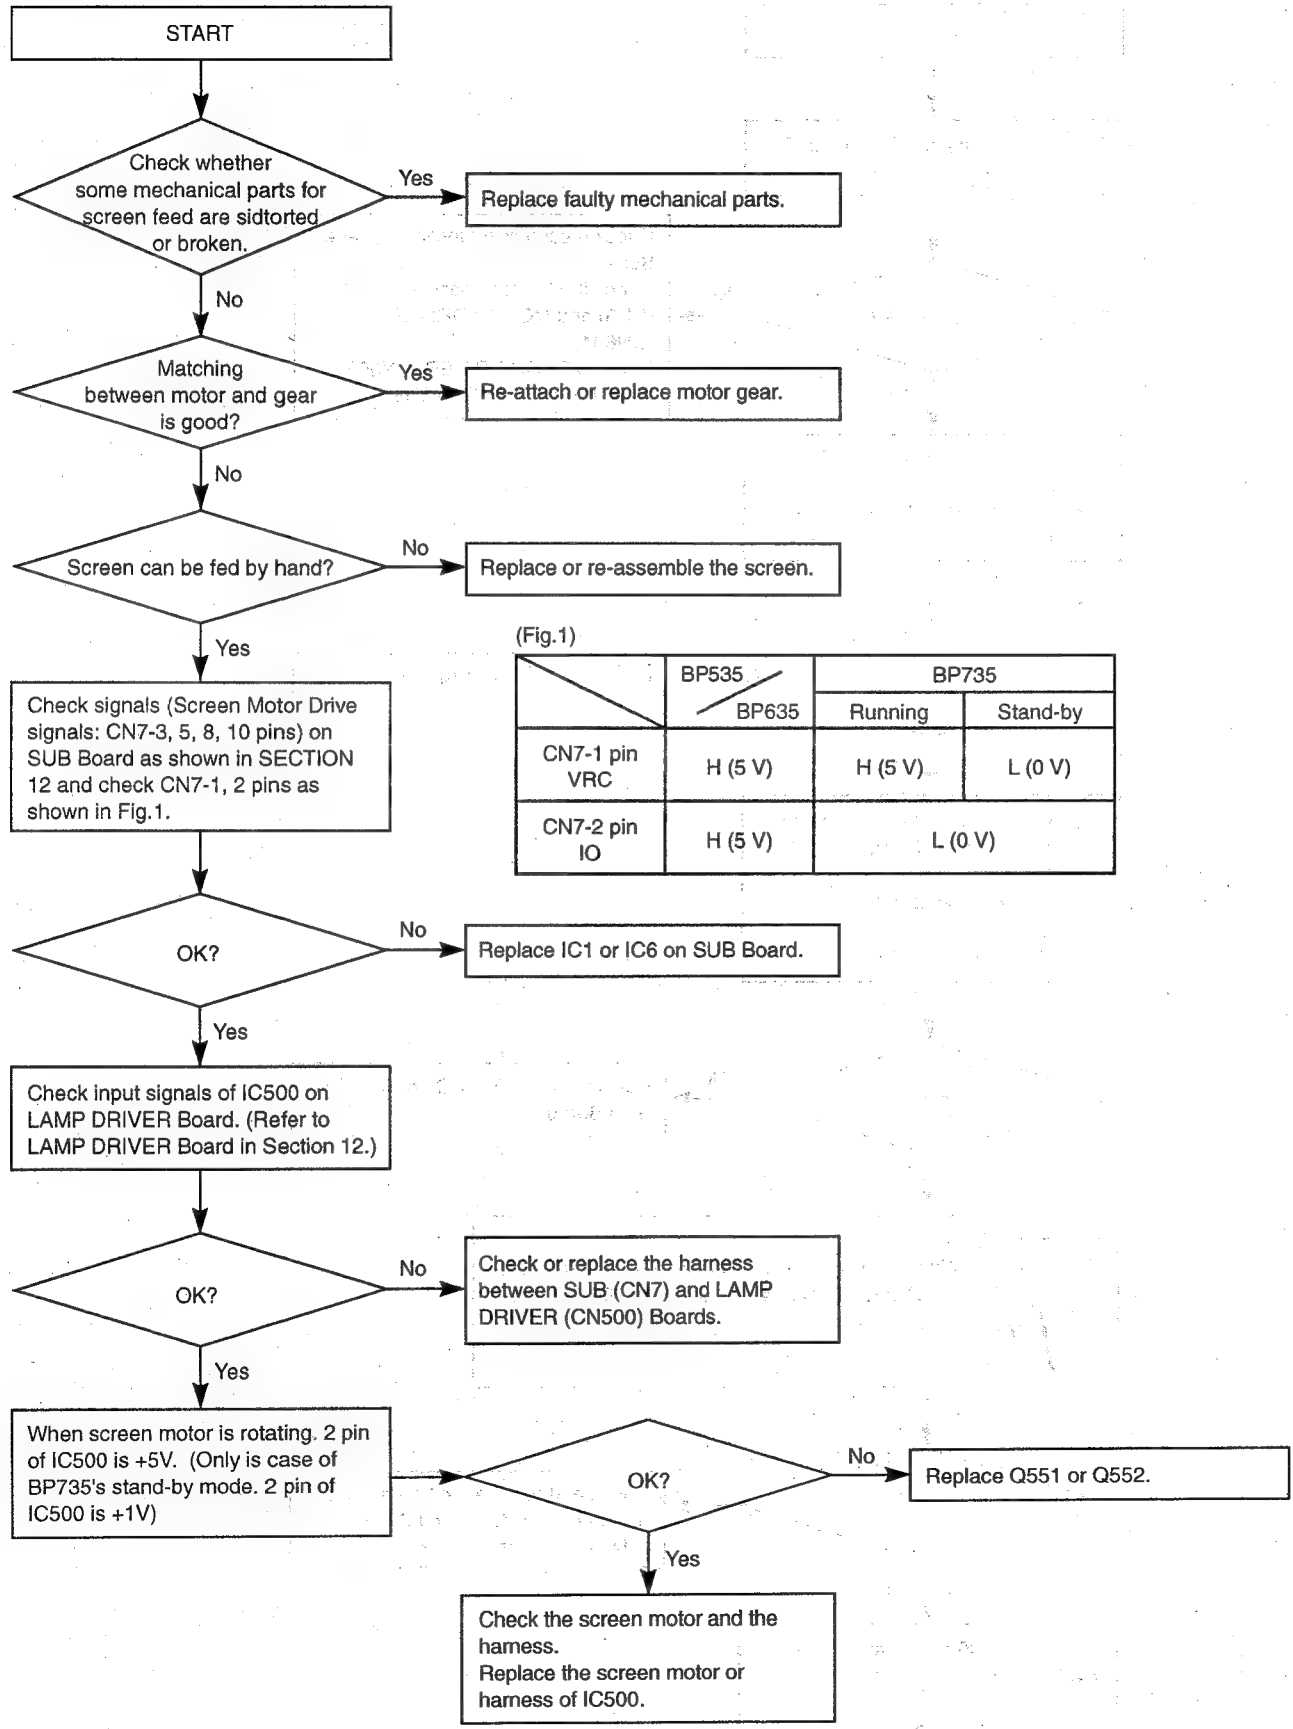 START
Check whether
some mechanical parts for
screen feed are sidtorted
or broken.
Yes
Replace faulty mechanical parts.
No
Matching
between motor and gear
is good?
Yes
Re-attach or replace motor gear.
No
Screen can be fed by hand?
No
Replace or re-assemble the screen.
Yes
Check signals (Screen Motor Drive
signals: CN7-3, 5, 8, 10 pins) on
SUB Board as shown in SECTION
12 and check CN7-1, 2 pins as
shown in Fig.1.
(Fig.1)
BP535
BP635
BP735
Running
Stand-by
CN7-1 pin
VRC
H (5 V)
H (5 V)
L (0 V)
CN7-2 pin
IO
H (5 V)
L (0 V)
OK?
No
Replace IC1 or IC6 on SUB Board.
Yes
Check input signals of IC500 on
LAMP DRIVER Board. (Refer to
LAMP DRIVER Board in Section 12.)
OK?
No
Check or replace the harness
between SUB (CN7) and LAMP
DRIVER (CN500) Boards.
Yes
When screen motor is rotating. 2 pin
of IC500 is +5V. (Only is case of
BP735's stand-by mode. 2 pin of
IC500 is +1V)
OK?
No
Replace Q551 or Q552.
Yes
Check the screen motor and the
harness.
Replace the screen motor or
harness of IC500.